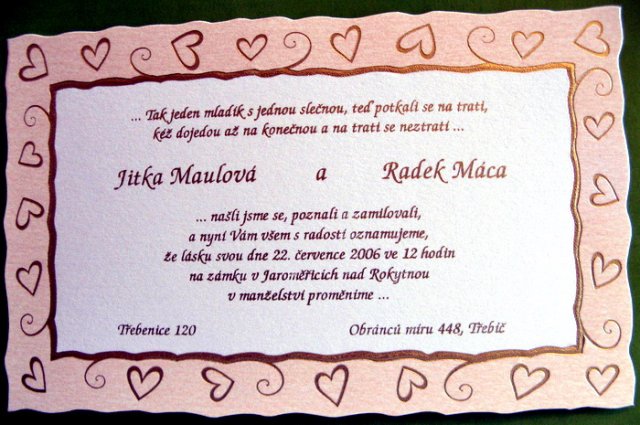 ... Tak jeden mladík s jednou slečnou, teď potkali se na trati,
kéž dojedou až na konečnou a na trati se neztratí ...
Jitka Maulová a Radek Máca
... našli jsme se, poznali a zamilovali,
a nyní Vám všem s radostí oznamujeme,
že lásku svou dne 22. července 2006 ve 12 hodin
na zámku v Jaroměřicích nad Rokytnou
v manželství proměníme ...
Třebenice 120 Obránců míru 448, Třebíč